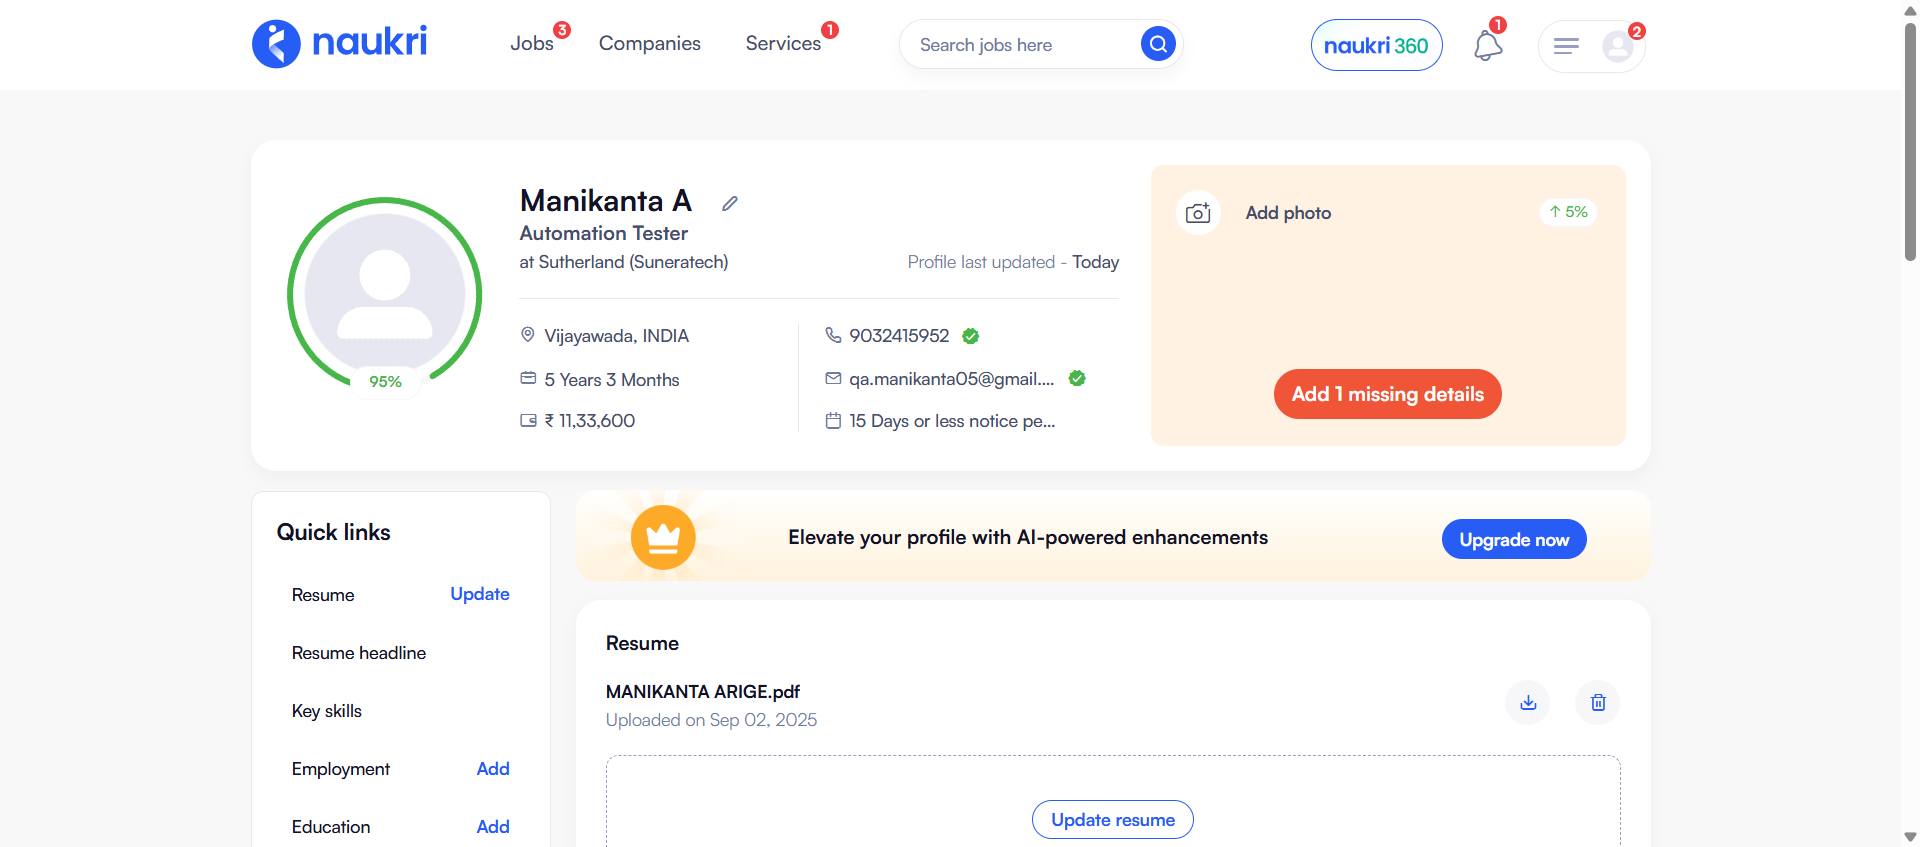 naukri
Jobs 3
Companies
Services 1
Search jobs here
naukri 360
1
2
Manikanta A
Automation Tester
at Sutherland (Suneratech)
Profile last updated - Today
95%
Vijayawada, INDIA
5 Years 3 Months
₹ 11,33,600
9032415952
qa.manikanta05@gmail....
15 Days or less notice pe...
Add photo
↑ 5%
Add 1 missing details
Quick links
Resume Update
Resume headline
Key skills
Employment Add
Education Add
Elevate your profile with AI-powered enhancements
Upgrade now
Resume
MANIKANTA ARIGE.pdf
Uploaded on Sep 02, 2025
Update resume